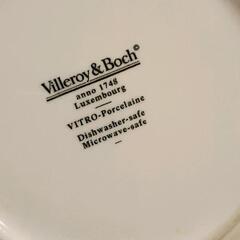 Villeroy & Boch©
anno 1748
Luxembourg
VITRO-Porcelaine
Dishwasher-safe
Microwave-safe